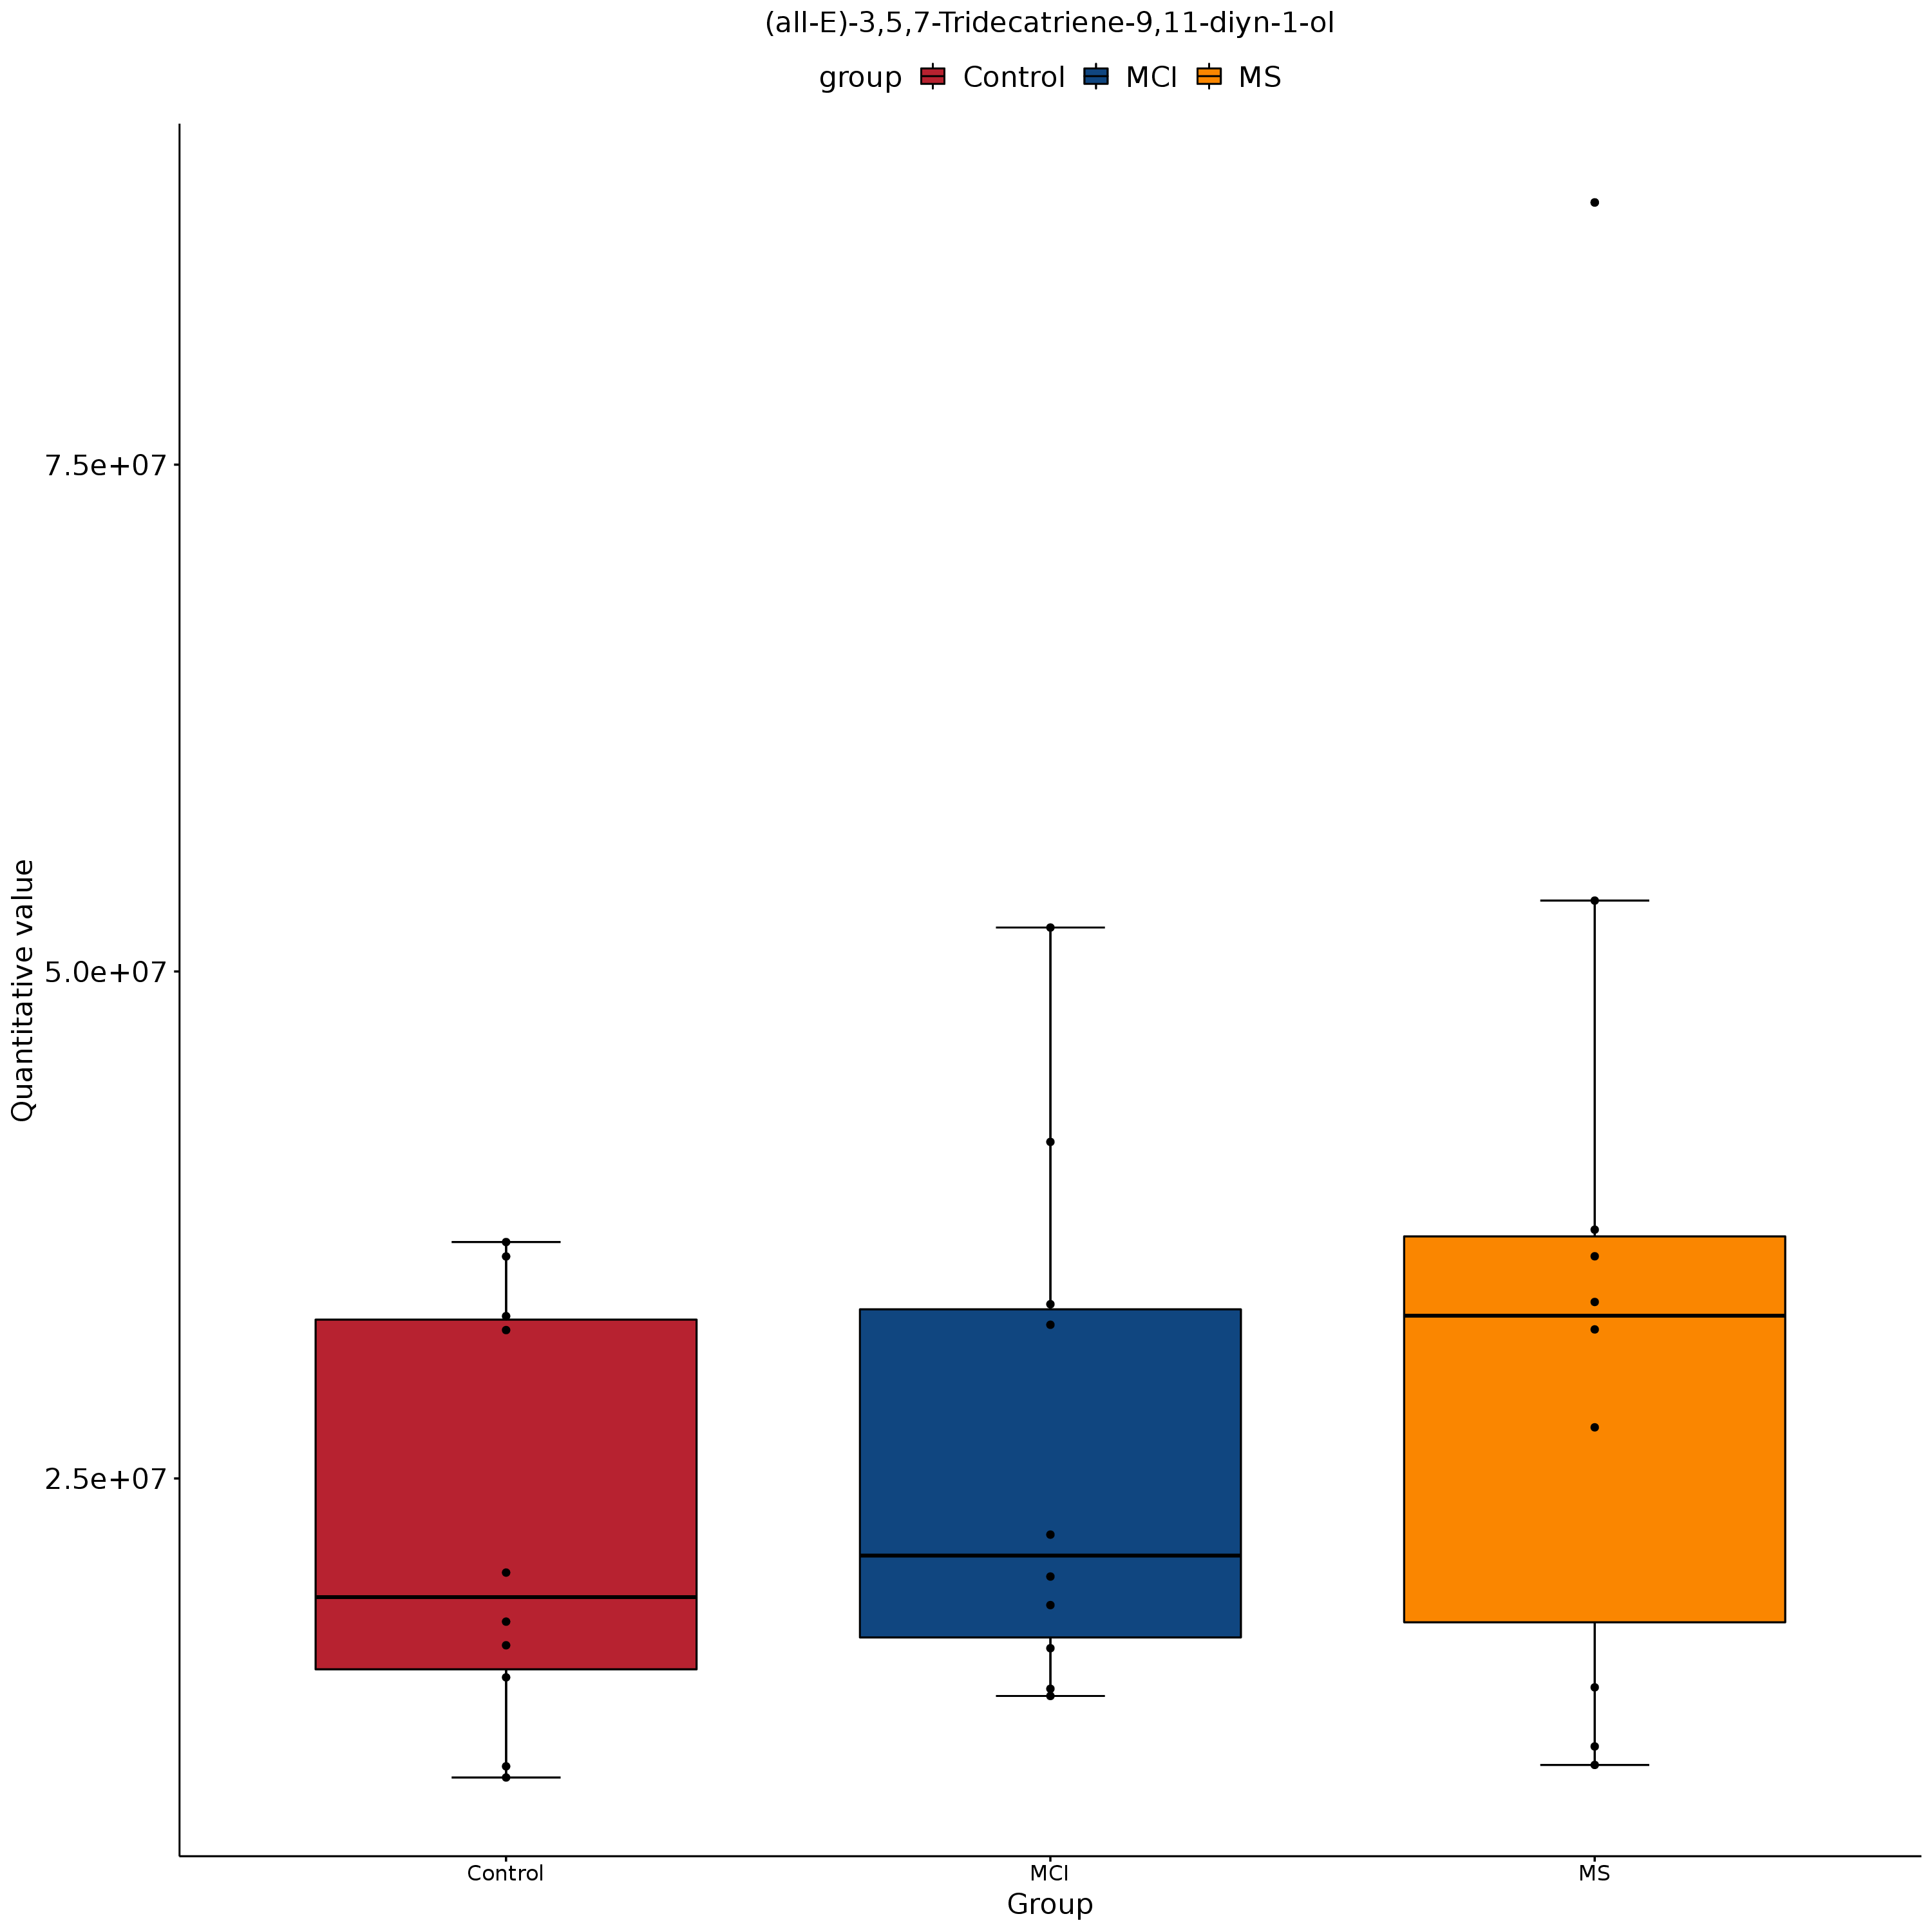 (all-E)-3,5,7-Tridecatriene-9,11-diyn-1-ol
group Control MCI MS
Quantitative value
7.5e+07
5.0e+07
2.5e+07
Control MCI MS
Group